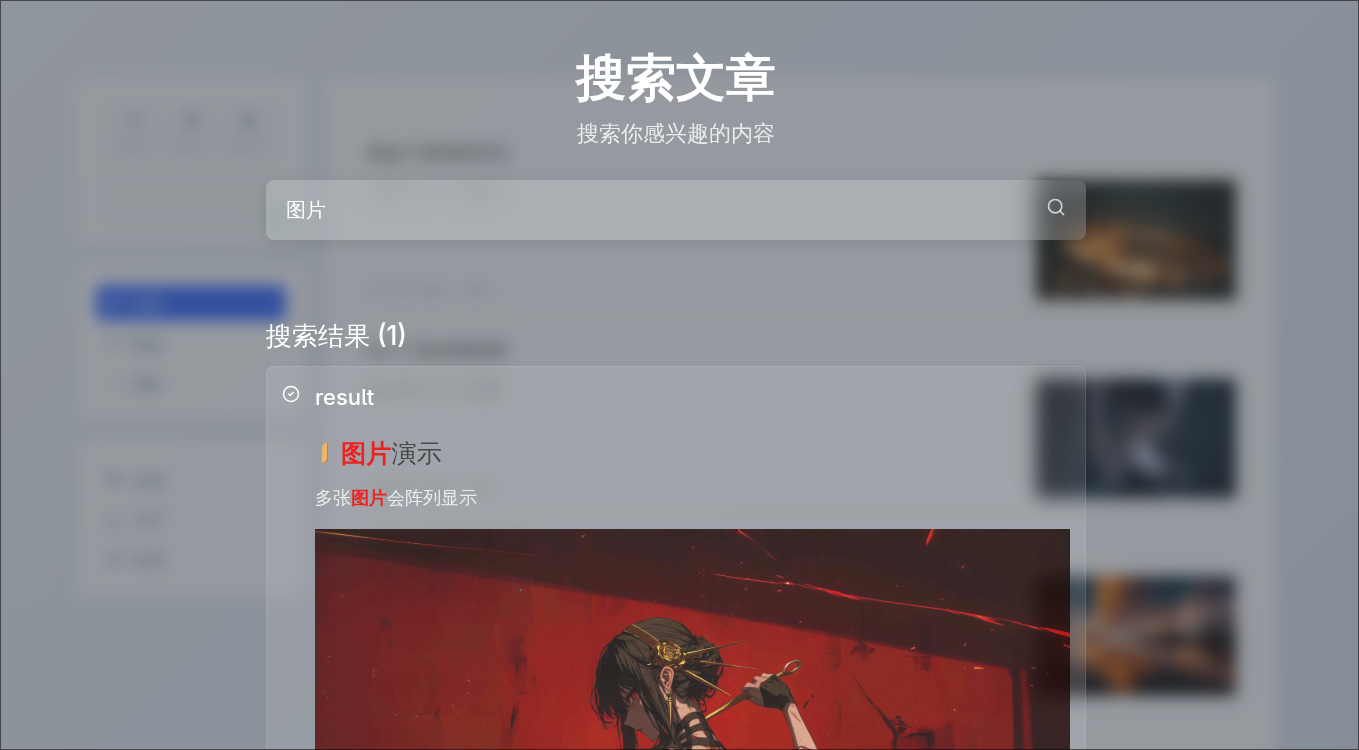 搜索文章
搜索你感兴趣的内容
图片
搜索结果 (1)
result
图片演示
多张图片会阵列显示